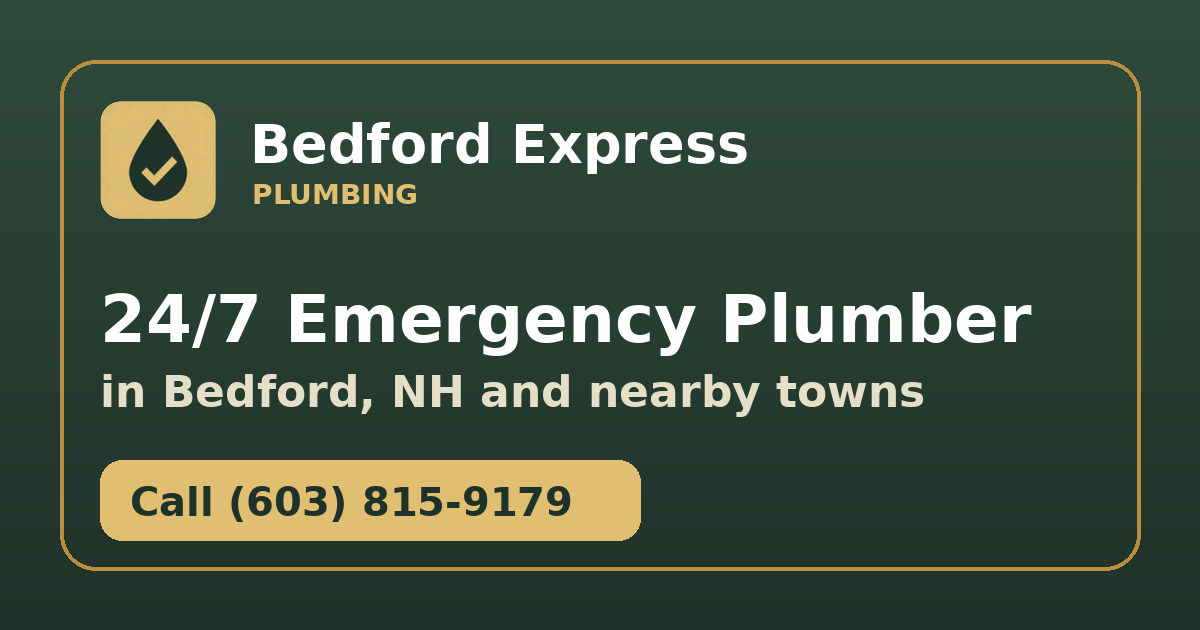 Bedford Express
PLUMBING
24/7 Emergency Plumber
in Bedford, NH and nearby towns
Call (603) 815-9179